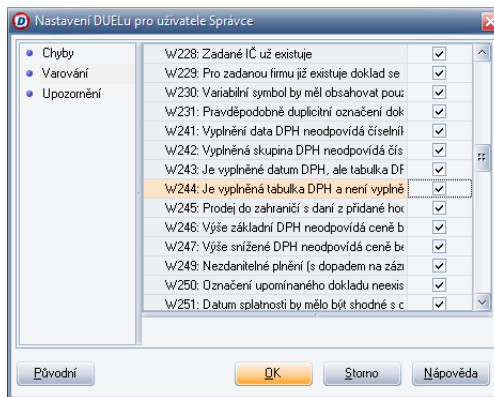 Nastavení DUELu pro uživatele Správce
Chyby
Varování
Upozornění
W228: Zadané IČ už existuje
W229: Pro zadanou firmu již existuje doklad se
W230: Variabilní symbol by měl obsahovat pouz
W231: Pravděpodobně duplicitní označení dok
W241: Vyplnění data DPH neodpovídá číselník
W242: Vyplněná skupina DPH neodpovídá čís
W243: Je vyplněné datum DPH, ale tabulka DF
W244: Je vyplněná tabulka DPH a není vyplně
W245: Prodej do zahraničí s daní z přidané hod
W246: Výše základní DPH neodpovídá ceně b
W247: Výše snížené DPH neodpovídá ceně be
W249: Nezdanitelné plnění (s dopadem na zázn
W250: Označení upomínaného dokladu neexis
W251: Datum splatnosti by mělo být shodné s d
Původní
OK
Storno
Nápověda